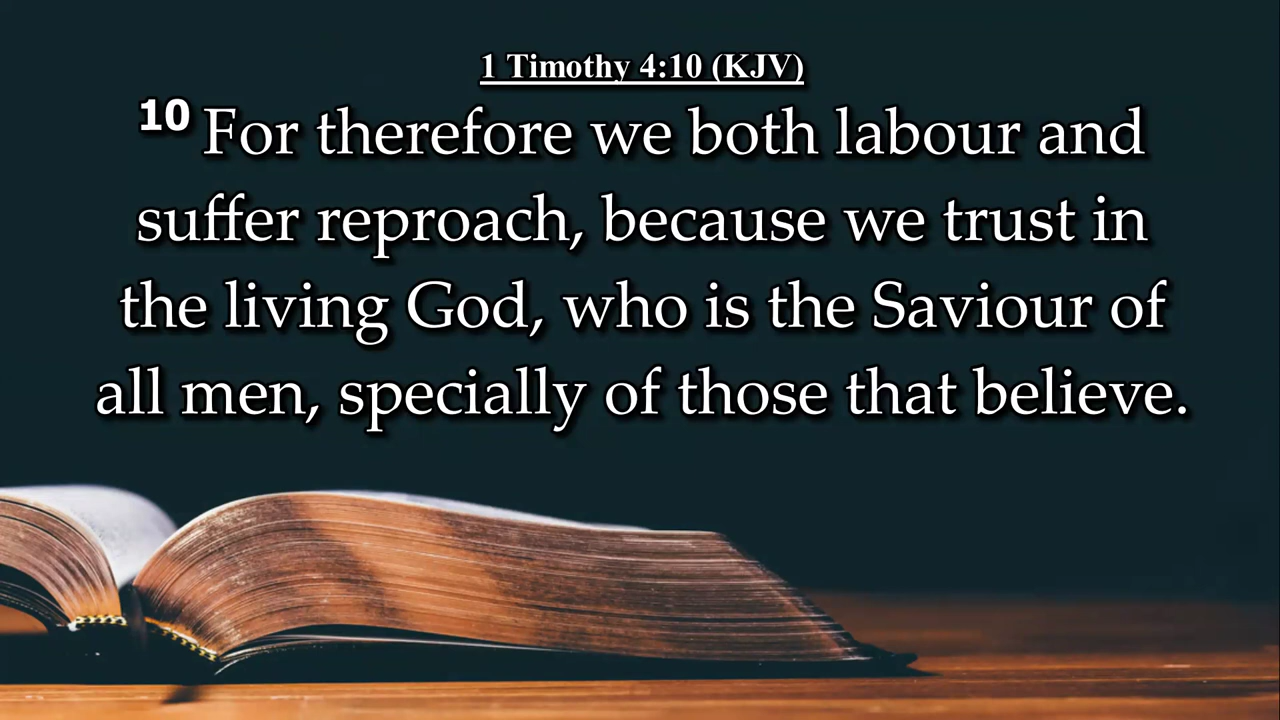 1 Timothy 4:10 (KJV)
10 For therefore we both labour and
suffer reproach, because we trust in
the living God, who is the Saviour of
all men, specially of those that believe.